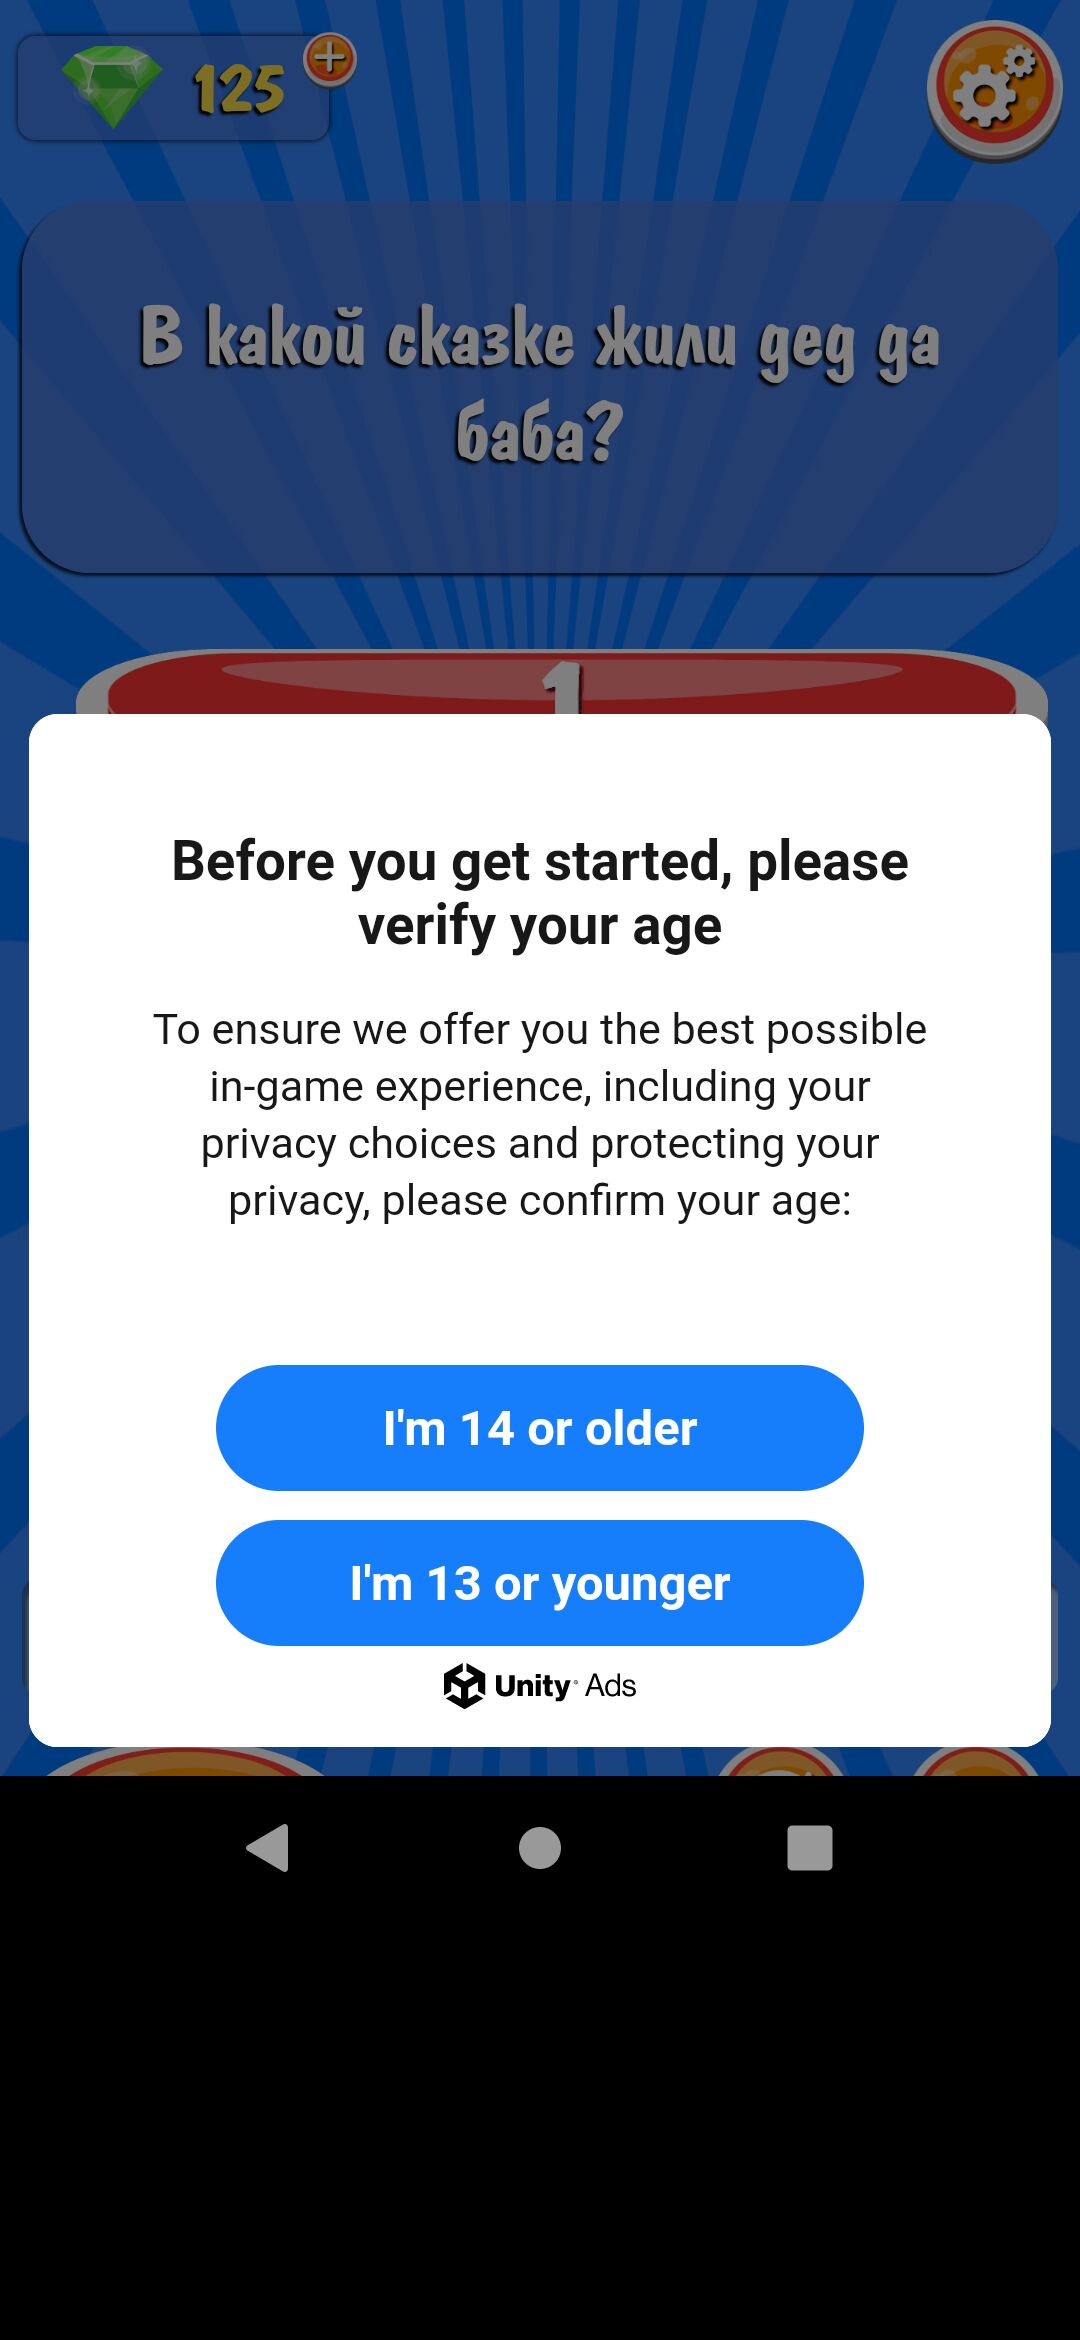 125
В какой сказке жили дед да
баба?
1
Before you get started, please
verify your age
To ensure we offer you the best possible
in-game experience, including your
privacy choices and protecting your
privacy, please confirm your age:
I'm 14 or older
I'm 13 or younger
Unity Ads